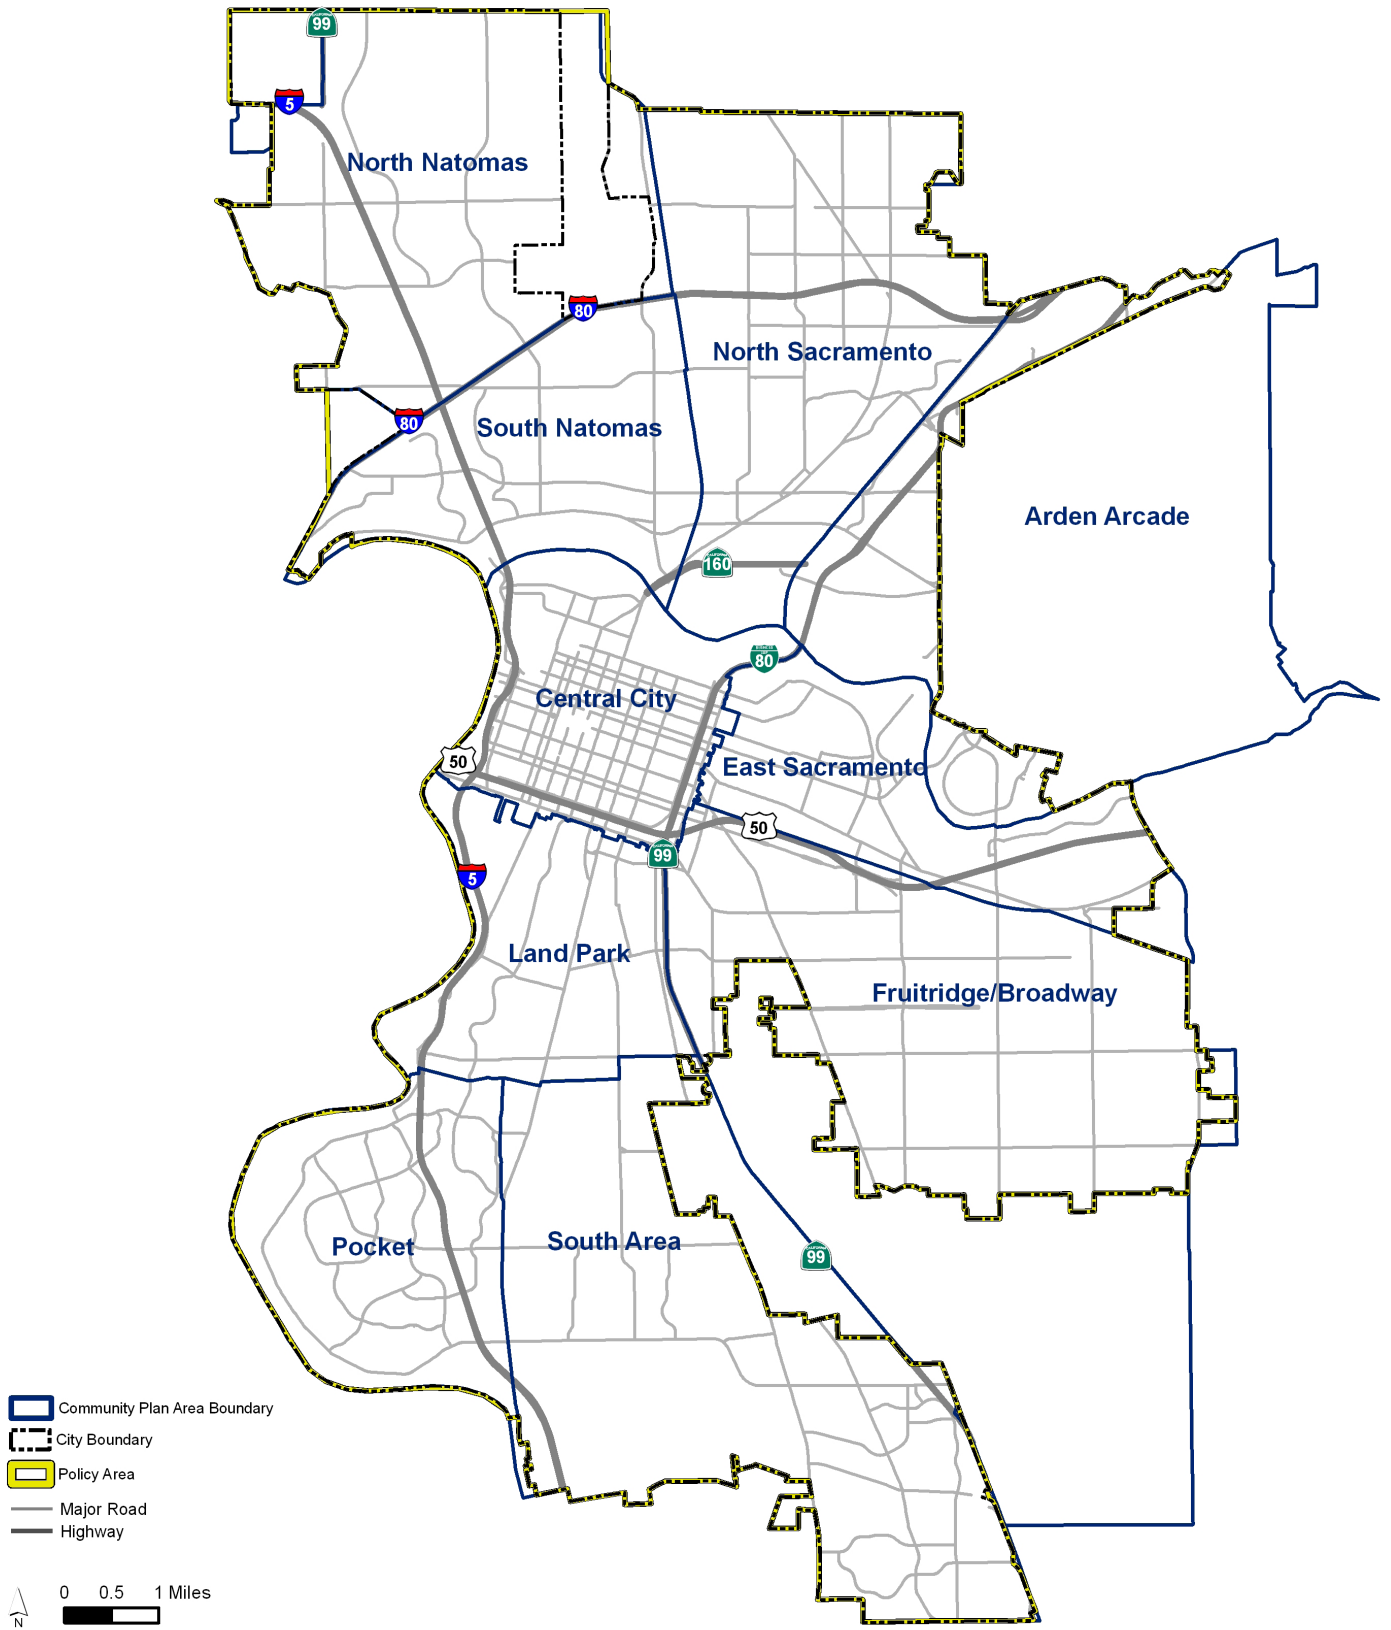 99
5
North Natomas
80
North Sacramento
80
South Natomas
Arden Arcade
160
80
Central City
50
East Sacramento
50
99
5
Land Park
Fruitridge/Broadway
Pocket
South Area
99
Community Plan Area Boundary
City Boundary
Policy Area
Major Road
Highway
0 0.5 1 Miles
N